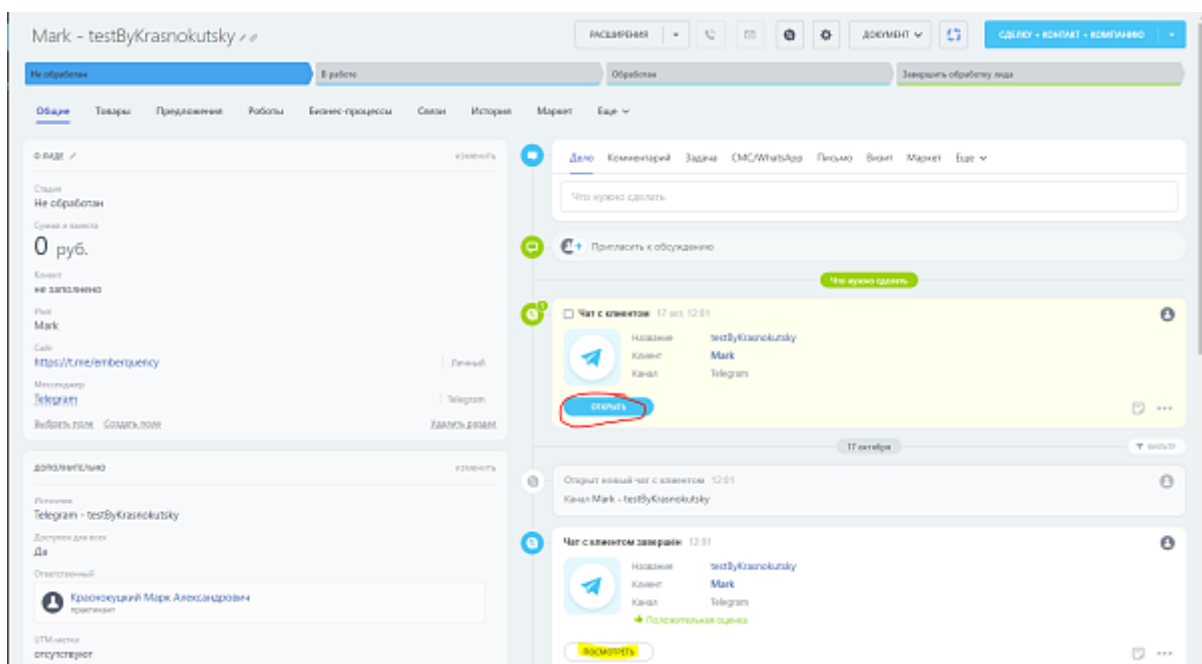 Mark - testByKrasnokutsky
РАСШИРЕНИЯ
ДОКУМЕНТ
СДЕЛКУ + КОНТАКТ + КОМПАНИЮ
Не обработан
В работе
Обработан
Завершить обработку лида
Общие Товары Предложения Роботы Бизнес-процессы Связи История Маркет Еще
О ЛИДЕ
ИЗМЕНИТЬ
Стадия
Не обработан
Сумма и валюта
0 руб.
Клиент
не заполнено
Имя
Mark
Сайт
https://t.me/emberquency
Личный
Мессенджер
Telegram
Telegram
Выбрать поле Создать поле
Удалить раздел
ДОПОЛНИТЕЛЬНО
ИЗМЕНИТЬ
Источник
Telegram - testByKrasnokutsky
Доступен для всех
Да
Ответственный
Краснокуцкий Марк Александрович
практикант
UTM-метки
отсутствуют
Дело Комментарий Задача СМС/WhatsApp Письмо Визит Маркет Еще
Что нужно сделать
Пригласить к обсуждению
Что нужно сделать
1
Чат с клиентом 17 окт, 12:01
Название testByKrasnokutsky
Клиент Mark
Канал Telegram
ОТКРЫТЬ
17 октября
ФИЛЬТР
Открыт новый чат с клиентом 12:01
Канал Mark - testByKrasnokutsky
Чат с клиентом завершён 12:01
Название testByKrasnokutsky
Клиент Mark
Канал Telegram
Положительная оценка
ПОСМОТРЕТЬ